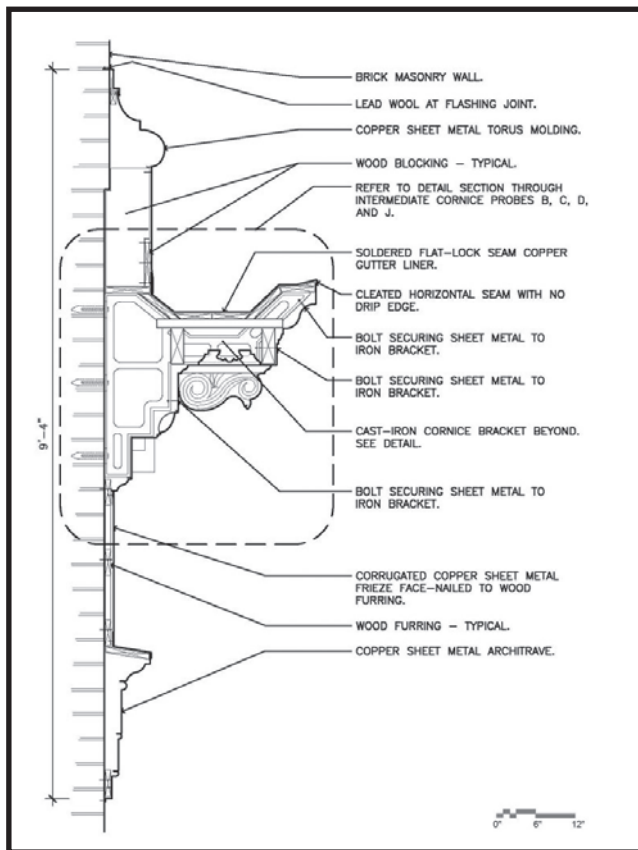 BRICK MASONRY WALL.
LEAD WOOL AT FLASHING JOINT.
COPPER SHEET METAL TORUS MOLDING.
WOOD BLOCKING – TYPICAL.
REFER TO DETAIL SECTION THROUGH
INTERMEDIATE CORNICE PROBES B, C, D,
AND J.
SOLDERED FLAT–LOCK SEAM COPPER
GUTTER LINER.
CLEATED HORIZONTAL SEAM WITH NO
DRIP EDGE.
BOLT SECURING SHEET METAL TO
IRON BRACKET.
BOLT SECURING SHEET METAL TO
IRON BRACKET.
9'–4"
CAST–IRON CORNICE BRACKET BEYOND.
SEE DETAIL.
BOLT SECURING SHEET METAL TO
IRON BRACKET.
CORRUGATED COPPER SHEET METAL
FRIEZE FACE–NAILED TO WOOD
FURRING.
WOOD FURRING – TYPICAL.
COPPER SHEET METAL ARCHITRAVE.
0" 6" 12"